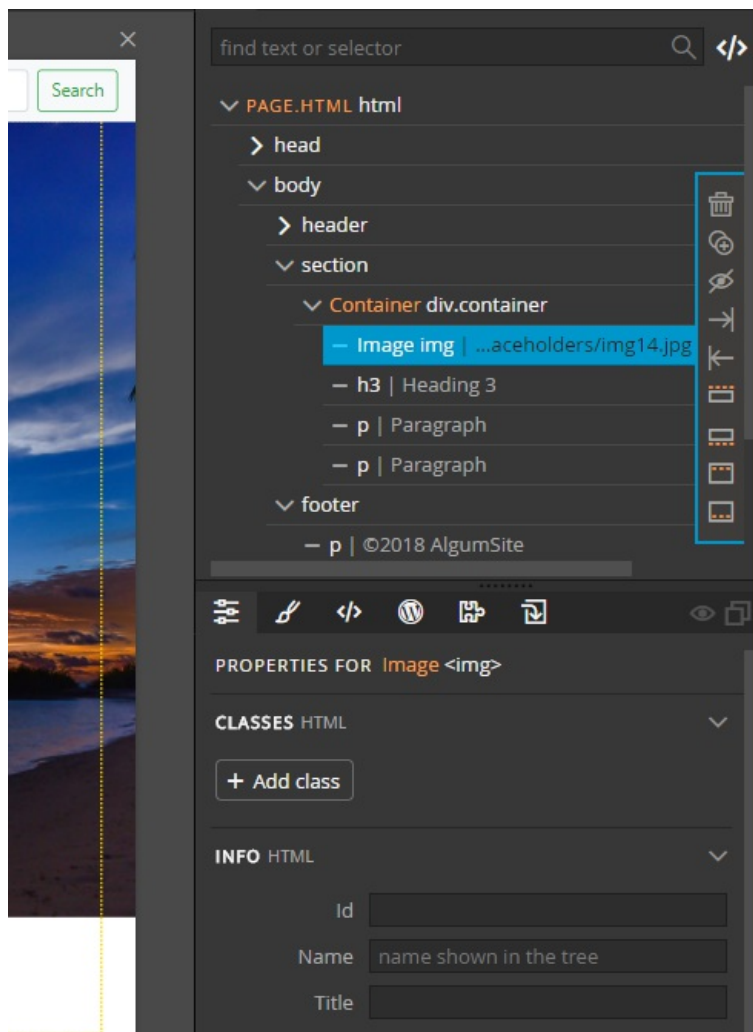 Search
find text or selector
PAGE.HTML html
head
body
header
section
Container div.container
Image img | ...aceholders/img14.jpg
h3 | Heading 3
p | Paragraph
p | Paragraph
footer
p | ©2018 AlgumSite
PROPERTIES FOR Image <img>
CLASSES HTML
+ Add class
INFO HTML
Id
Name name shown in the tree
Title